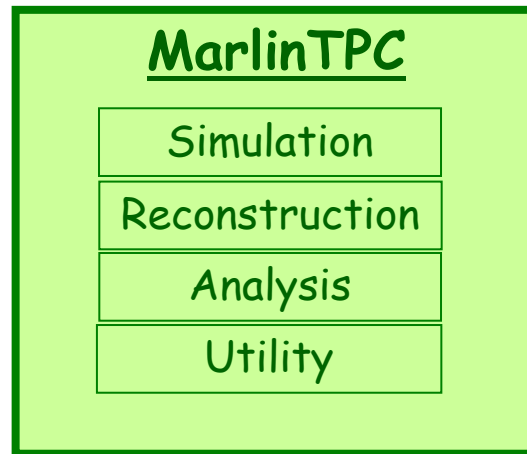 MarlinTPC
Simulation
Reconstruction
Analysis
Utility